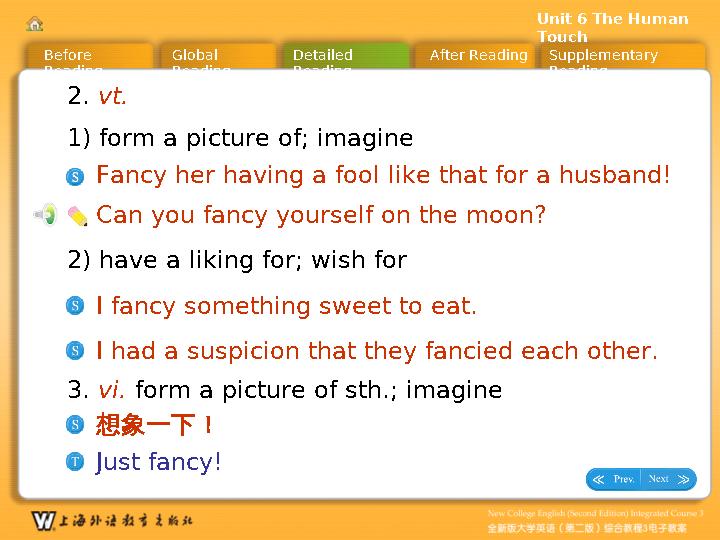 Unit 6 The Human
Touch
Before
Reading
Global
Reading
Detailed
Reading
After Reading
Supplementary
Reading
2. vt.
1) form a picture of; imagine
S Fancy her having a fool like that for a husband!
Can you fancy yourself on the moon?
2) have a liking for; wish for
S I fancy something sweet to eat.
S I had a suspicion that they fancied each other.
3. vi. form a picture of sth.; imagine
S 想象一下！
T Just fancy!
Prev. Next
W 上海外语教育出版社
New College English (Second Edition) Integrated Course 3
全新版大学英语（第二版）综合教程3电子教案